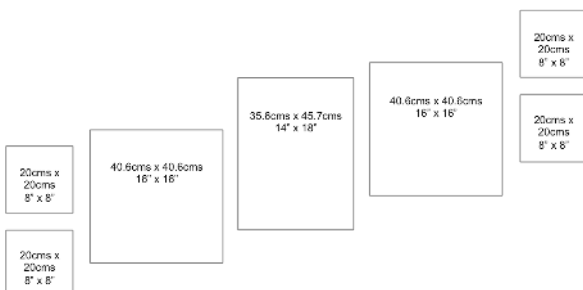 20cms x
20cms
8" x 8"
40.6cms x 40.6cms
16" x 16"
35.6cms x 45.7cms
14" x 18"
40.6cms x 40.6cms
16" x 16"
20cms x
20cms
8" x 8"
20cms x
20cms
8" x 8"
20cms x
20cms
8" x 8"